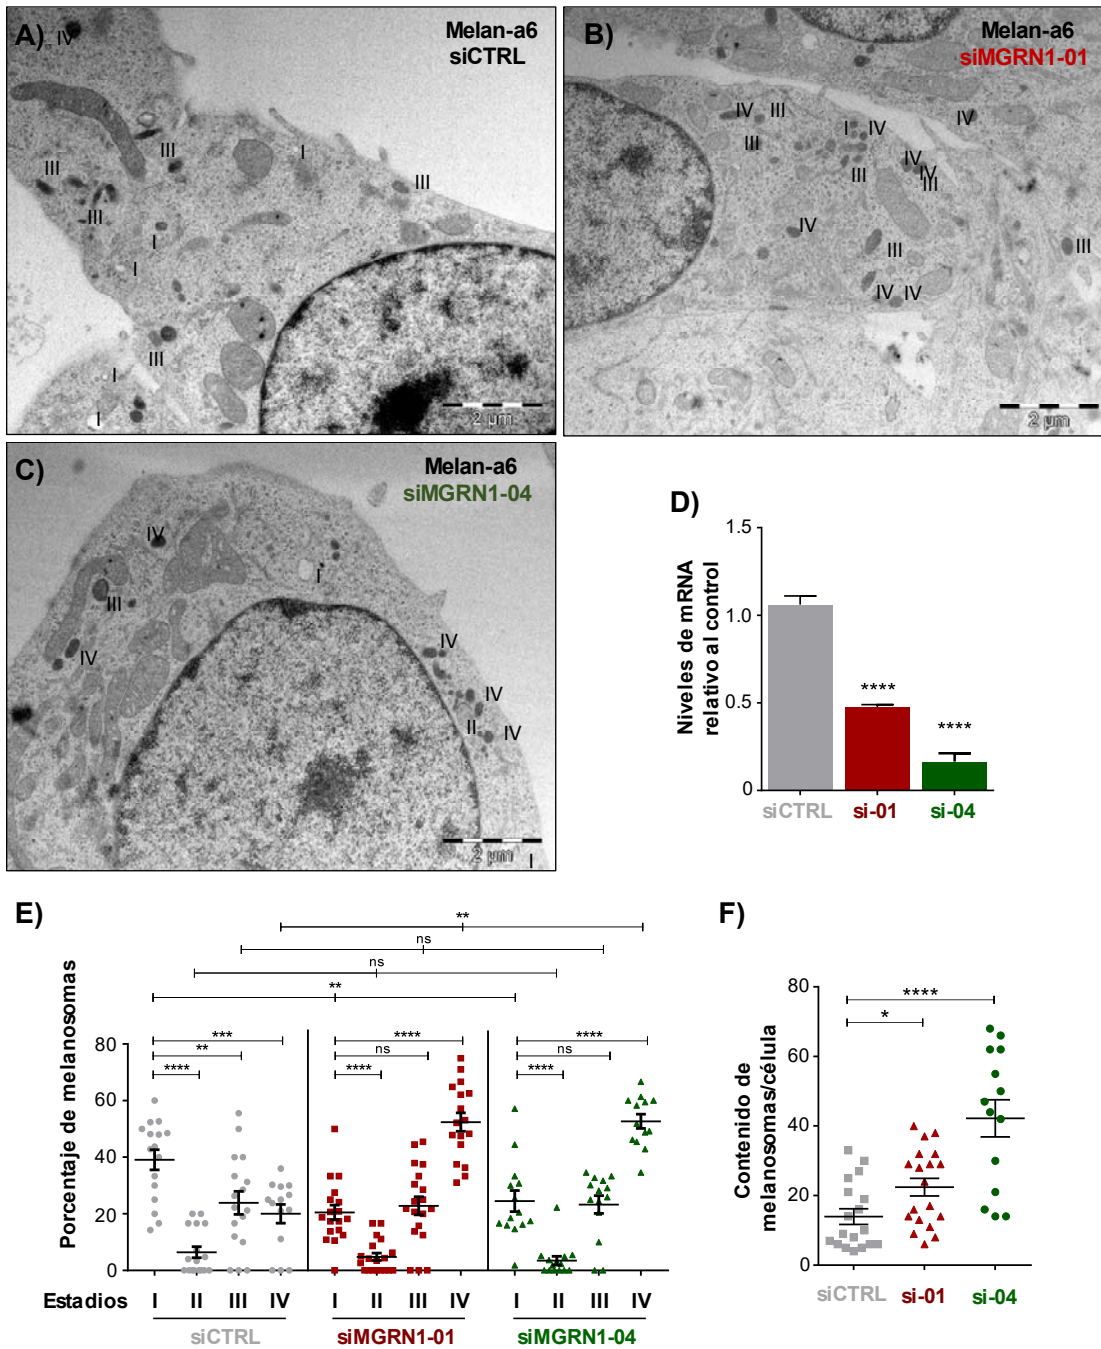 A)
Melan-a6
siCTRL
IV
III
III
III
I
III
I
I
III
I
I
2 µm
B)
Melan-a6
siMGRN1-01
IV
III
I
IV
IV
III
III
IV
IV
III
IV
III
III
IV
IV
2 µm
C)
Melan-a6
siMGRN1-04
IV
I
III
IV
IV
IV
II
IV
2 µm
I
D)
Niveles de mRNA
relativo al control
1.5
1.0
0.5
0
****
****
siCTRL
si-01
si-04
E)
Porcentaje de melanosomas
80
60
40
20
0
**
ns
ns
**
***
**
****
****
ns
****
****
ns
****
Estadios
I II III IV
I II III IV
I II III IV
siCTRL
siMGRN1-01
siMGRN1-04
F)
Contenido de
melanosomas/célula
80
60
40
20
0
****
*
siCTRL
si-01
si-04